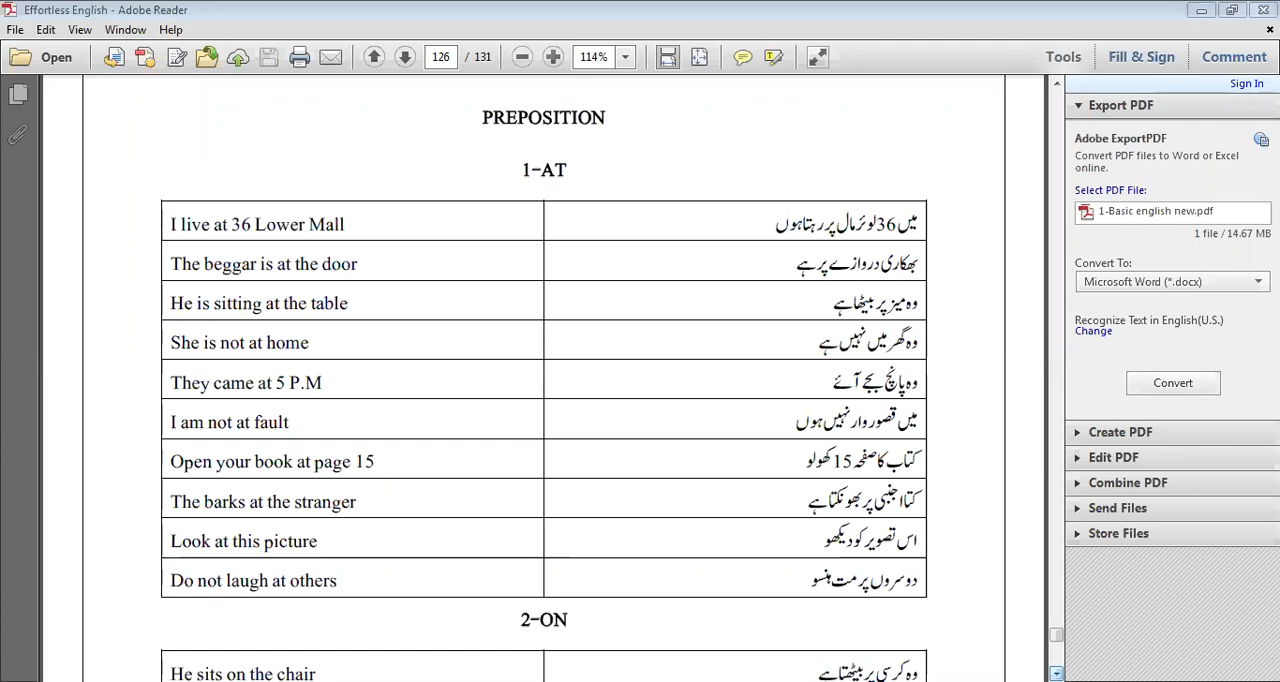 Effortless English - Adobe Reader
File Edit View Window Help
Open 126 / 131 114% Tools Fill & Sign Comment
Sign In
PREPOSITION
1-AT
I live at 36 Lower Mall میں 36 لوئر مال پر رہتا ہوں
The beggar is at the door بھکاری دروازے پر ہے
He is sitting at the table وہ میز پر بیٹھا ہے
She is not at home وہ گھر میں نہیں ہے
They came at 5 P.M وہ پانچ بجے آئے
I am not at fault میں قصور وار نہیں ہوں
Open your book at page 15 کتاب کا صفحہ 15 کھولو
The barks at the stranger کتا اجنبی پر بھونکتا ہے
Look at this picture اس تصویر کو دیکھو
Do not laugh at others دوسروں پر مت ہنسو
2-ON
He sits on the chair وہ کرسی پر بیٹھتا ہے
Export PDF
Adobe ExportPDF
Convert PDF files to Word or Excel
online.
Select PDF File:
1-Basic english new.pdf
1 file / 14.67 MB
Convert To:
Microsoft Word (*.docx)
Recognize Text in English(U.S.)
Change
Convert
Create PDF
Edit PDF
Combine PDF
Send Files
Store Files